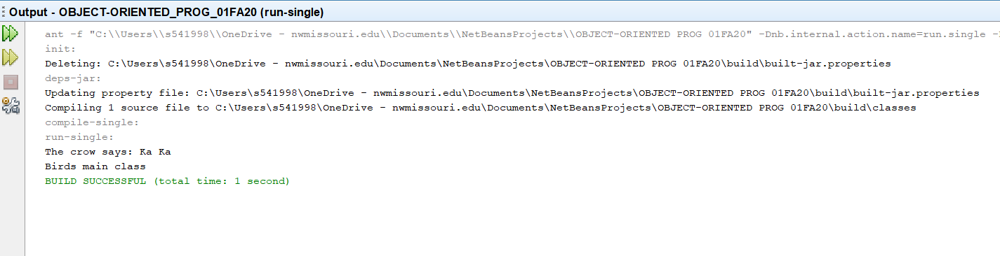 Output - OBJECT-ORIENTED_PROG_01FA20 (run-single)
ant -f "C:\\Users\\s541998\\OneDrive - nwmissouri.edu\\Documents\\NetBeansProjects\\OBJECT-ORIENTED PROG 01FA20" -Dnb.internal.action.name=run.single -
init:
Deleting: C:\Users\s541998\OneDrive - nwmissouri.edu\Documents\NetBeansProjects\OBJECT-ORIENTED PROG 01FA20\build\built-jar.properties
deps-jar:
Updating property file: C:\Users\s541998\OneDrive - nwmissouri.edu\Documents\NetBeansProjects\OBJECT-ORIENTED PROG 01FA20\build\built-jar.properties
Compiling 1 source file to C:\Users\s541998\OneDrive - nwmissouri.edu\Documents\NetBeansProjects\OBJECT-ORIENTED PROG 01FA20\build\classes
compile-single:
run-single:
The crow says: Ka Ka
Birds main class
BUILD SUCCESSFUL (total time: 1 second)